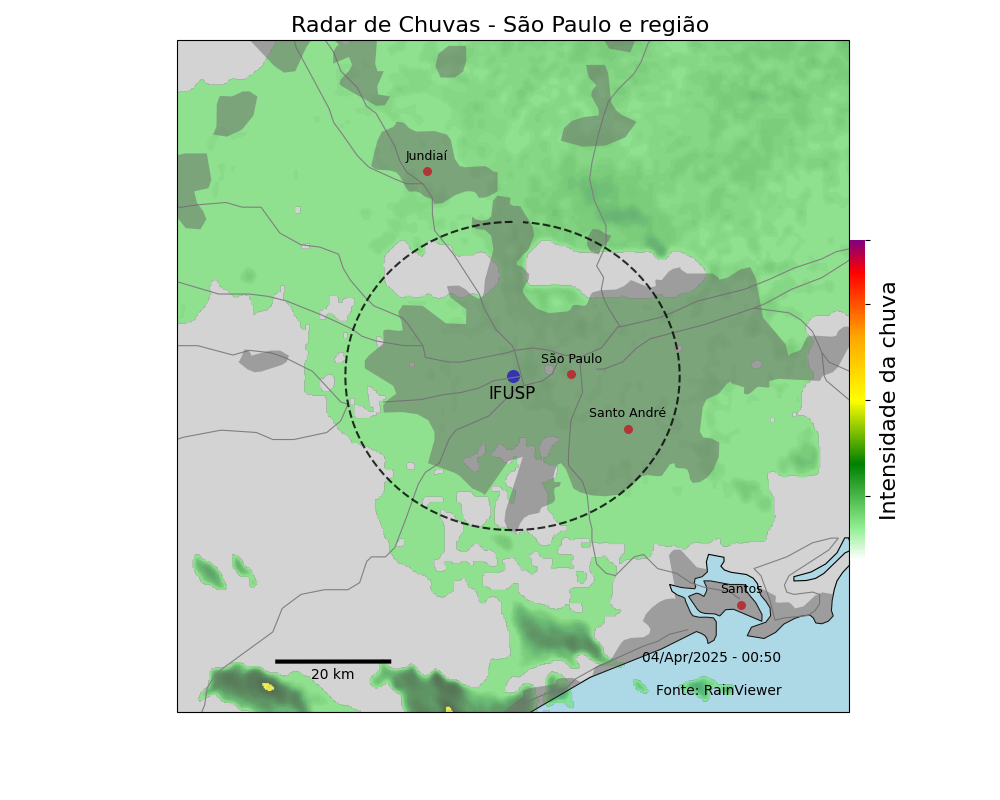 Radar de Chuvas - São Paulo e região
Jundiaí
São Paulo
IFUSP
Santo André
Intensidade da chuva
Santos
04/Apr/2025 - 00:50
20 km
Fonte: RainViewer